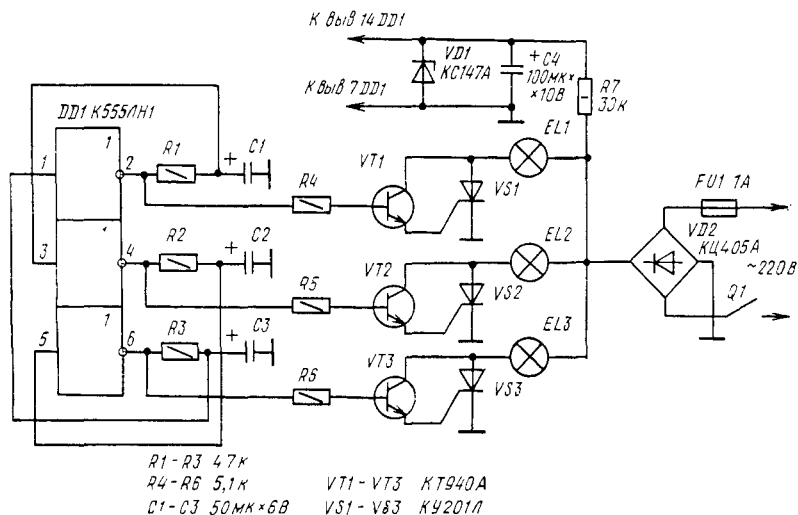 К выв 14 DD1
VD1
КС147А
+ C4
100мк×
×10В
R7
30к
К выв 7 DD1
DD1 К555ЛН1
EL1
1
1
2
R1
+ C1
VT1
R4
VS1
FU1 1А
VD2
КЦ405А
1
3
4
R2
+ C2
VT2
EL2
R5
VS2
~220В
Q1
1
5
6
R3
+ C3
VT3
EL3
R6
VS3
R1-R3 47к
R4-R6 5,1к
C1-C3 50мк×6В
VT1-VT3 КТ940А
VS1-VS3 КУ201Л